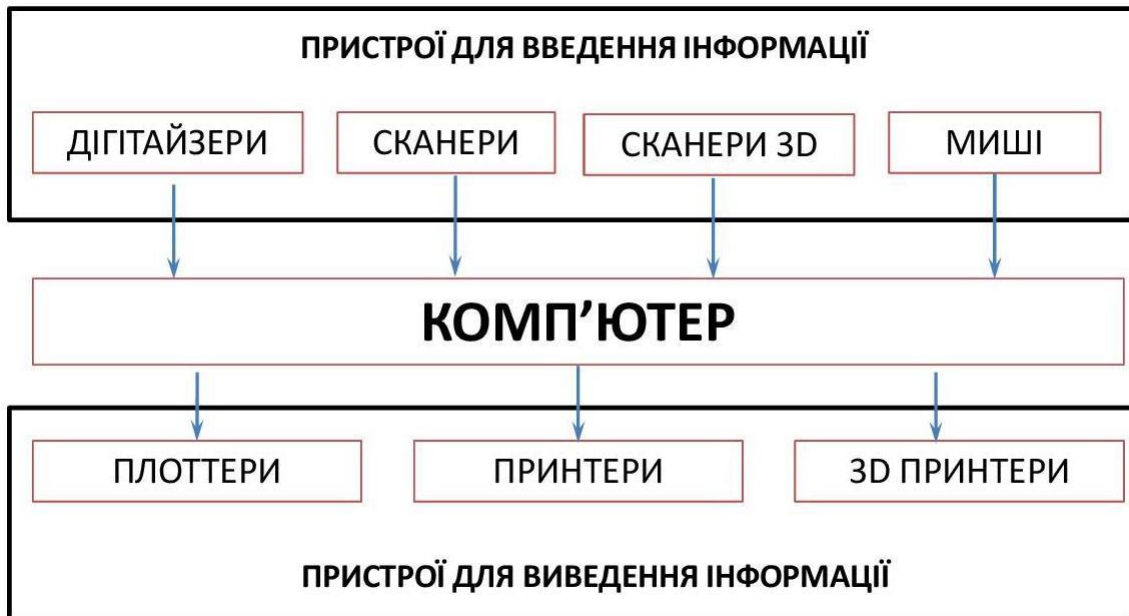 ПРИСТРОЇ ДЛЯ ВВЕДЕННЯ ІНФОРМАЦІЇ
ДІГІТАЙЗЕРИ
СКАНЕРИ
СКАНЕРИ 3D
МИШІ
КОМП’ЮТЕР
ПЛОТТЕРИ
ПРИНТЕРИ
3D ПРИНТЕРИ
ПРИСТРОЇ ДЛЯ ВИВЕДЕННЯ ІНФОРМАЦІЇ